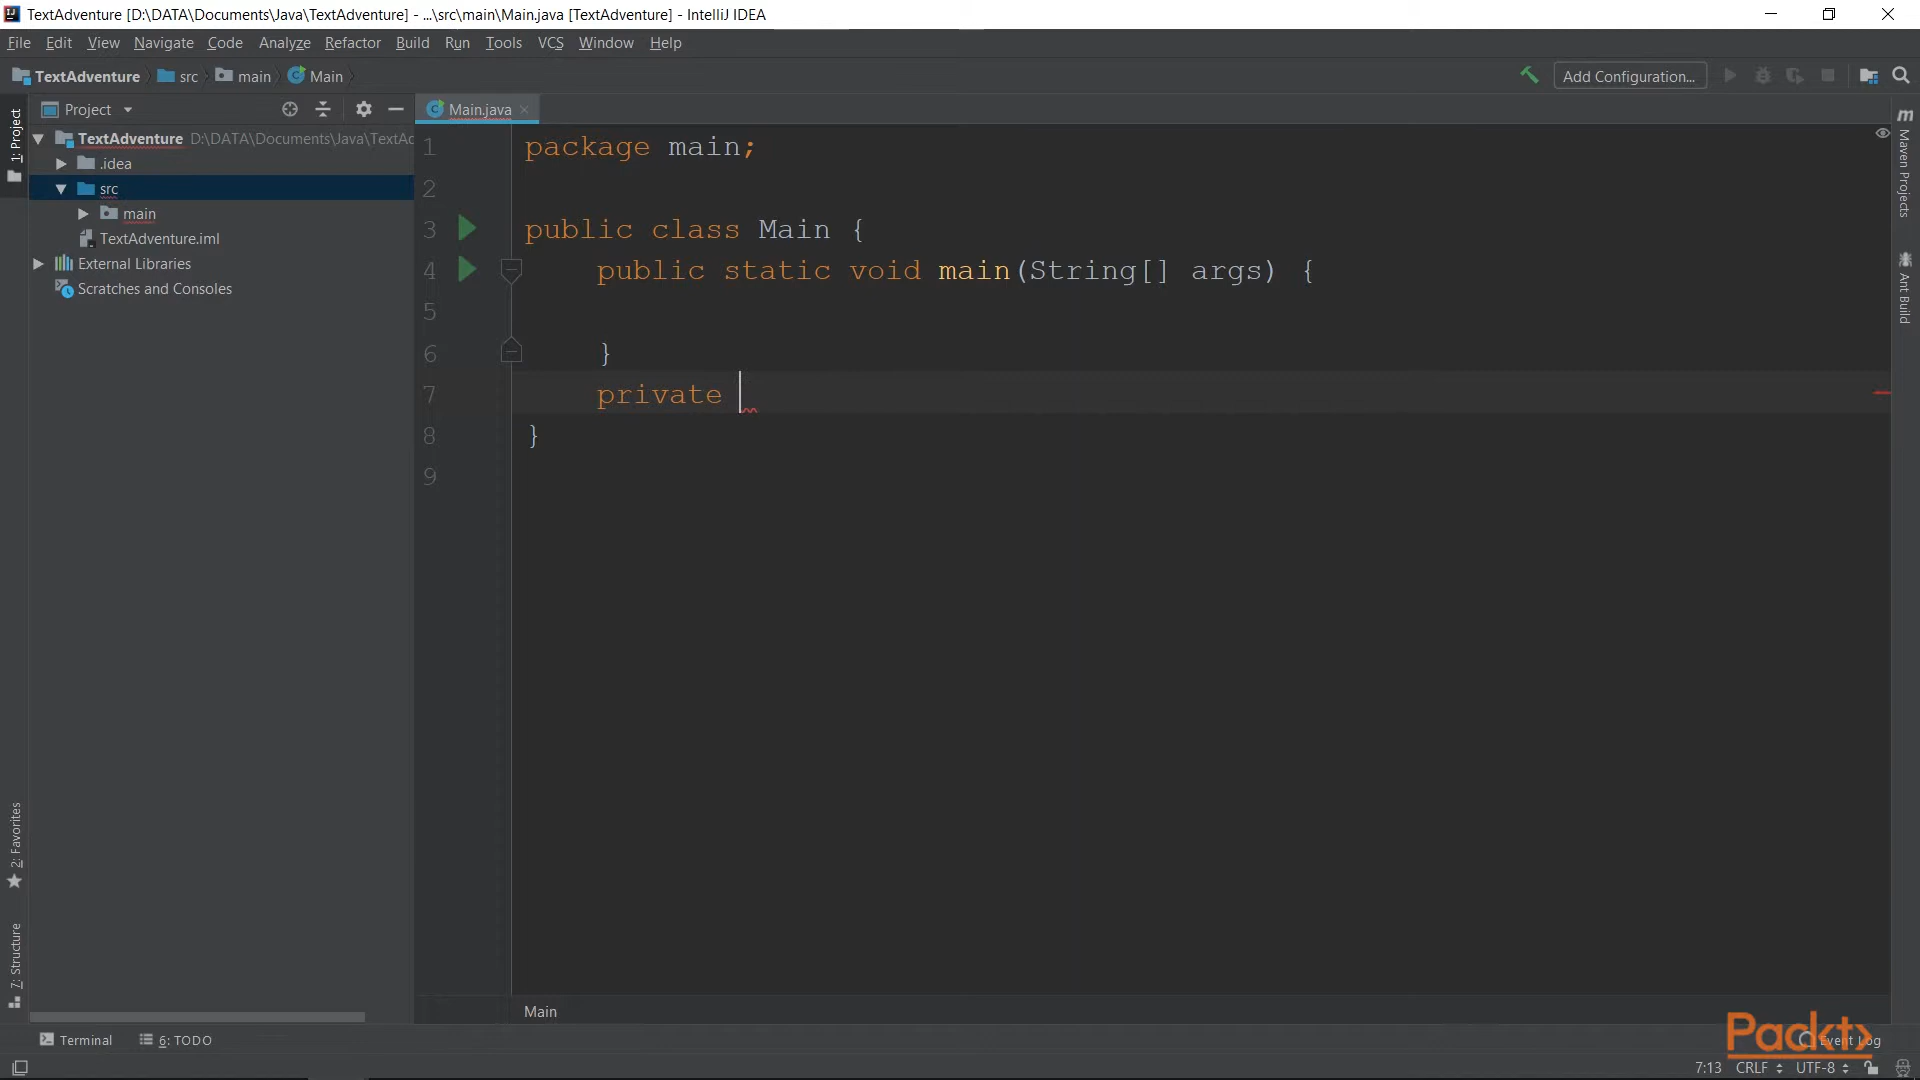 TextAdventure [D:\DATA\Documents\Java\TextAdventure] - ...\src\main\Main.java [TextAdventure] - IntelliJ IDEA
File Edit View Navigate Code Analyze Refactor Build Run Tools VCS Window Help
TextAdventure src main Main
Add Configuration...
1: Project
Project
Main.java
TextAdventure D:\DATA\Documents\Java\TextAd
.idea
src
main
TextAdventure.iml
External Libraries
Scratches and Consoles
1 package main;
2
3 public class Main {
4 public static void main(String[] args) {
5
6 }
7 private
8 }
9
m Maven Projects
Ant Build
2: Favorites
7: Structure
Main
Terminal 6: TODO
Packt>
Event Log
7:13 CRLF UTF-8